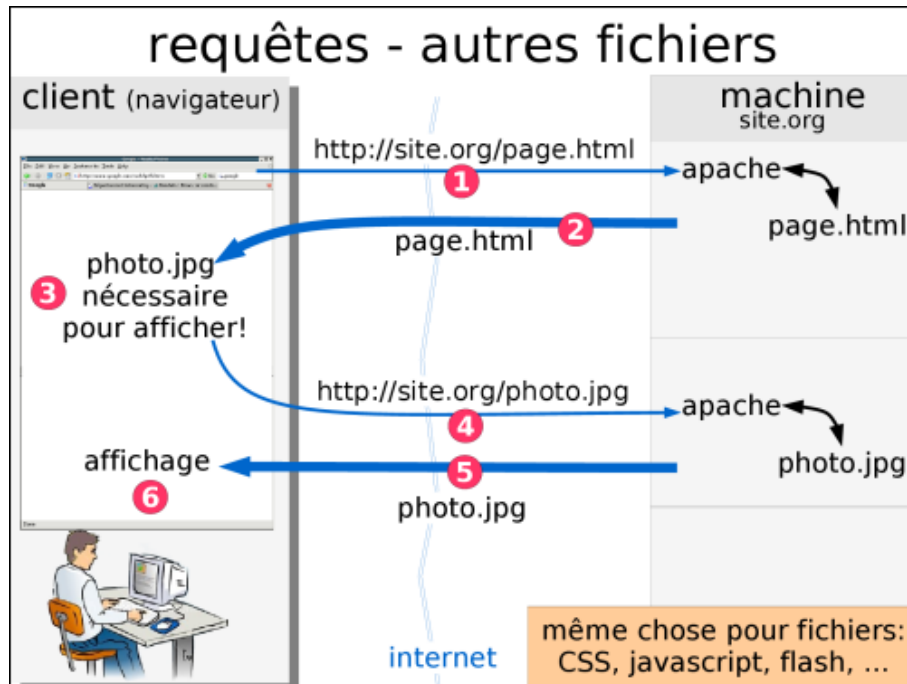 requêtes - autres fichiers
client (navigateur)
machine
site.org
http://site.org/page.html
1
apache
page.html
2
page.html
photo.jpg
3
nécessaire
pour afficher!
http://site.org/photo.jpg
4
apache
photo.jpg
affichage
5
6
photo.jpg
internet
même chose pour fichiers:
CSS, javascript, flash, ...